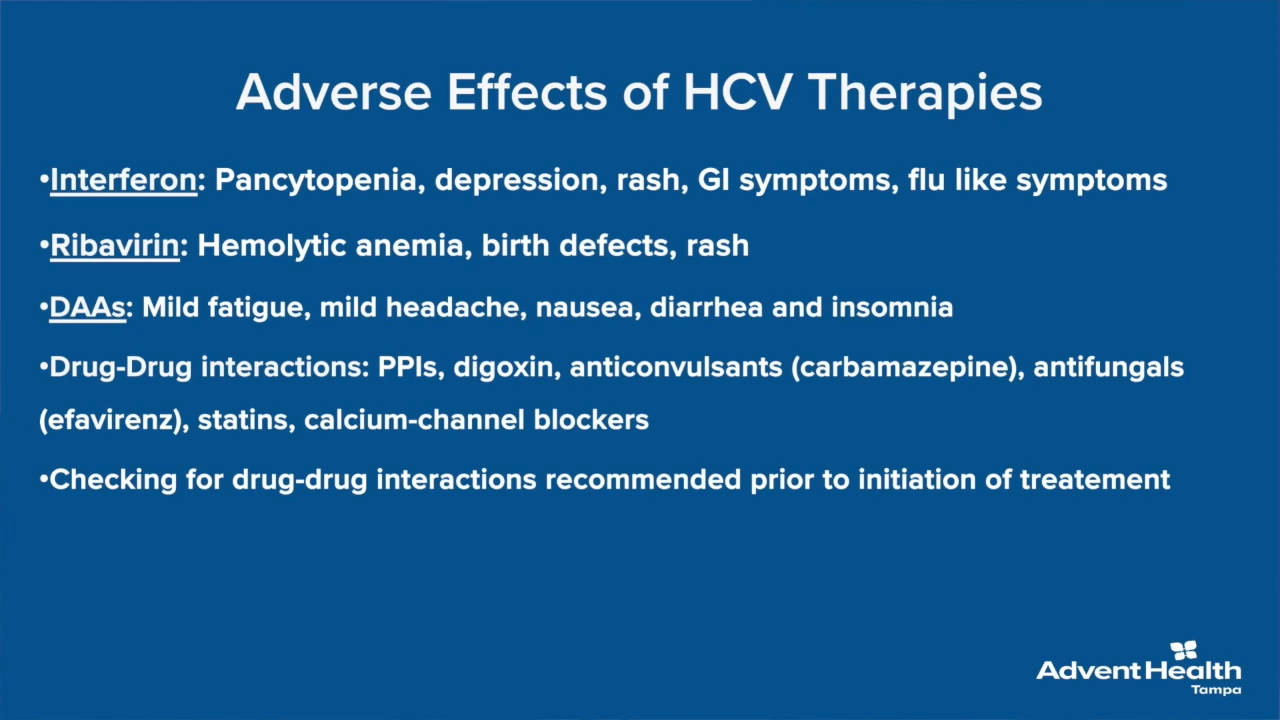 Adverse Effects of HCV Therapies
•Interferon: Pancytopenia, depression, rash, GI symptoms, flu like symptoms
•Ribavirin: Hemolytic anemia, birth defects, rash
•DAAs: Mild fatigue, mild headache, nausea, diarrhea and insomnia
•Drug-Drug interactions: PPIs, digoxin, anticonvulsants (carbamazepine), antifungals
(efavirenz), statins, calcium-channel blockers
•Checking for drug-drug interactions recommended prior to initiation of treatement
Advent Health
Tampa